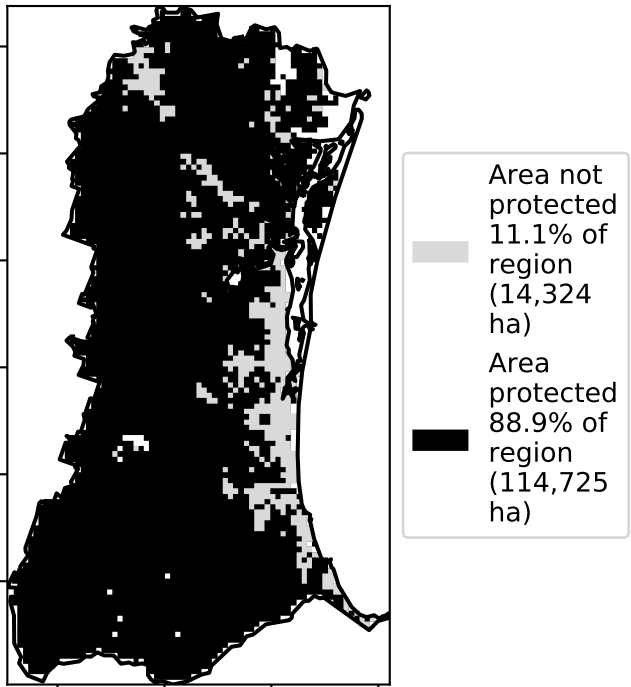 Area not
protected
11.1% of
region
(14,324
ha)
Area
protected
88.9% of
region
(114,725
ha)